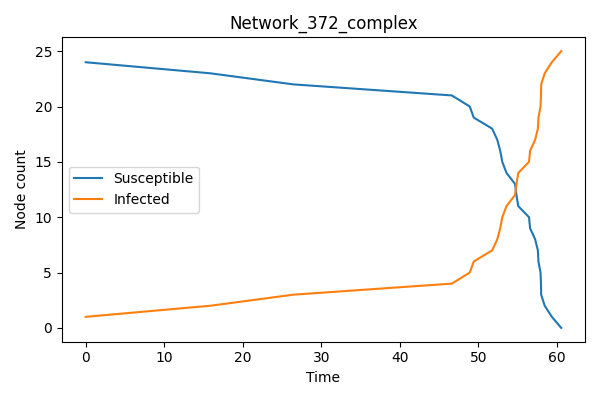 Network_372_complex
25
20
15
10
5
0
Node count
Susceptible
Infected
0 10 20 30 40 50 60
Time